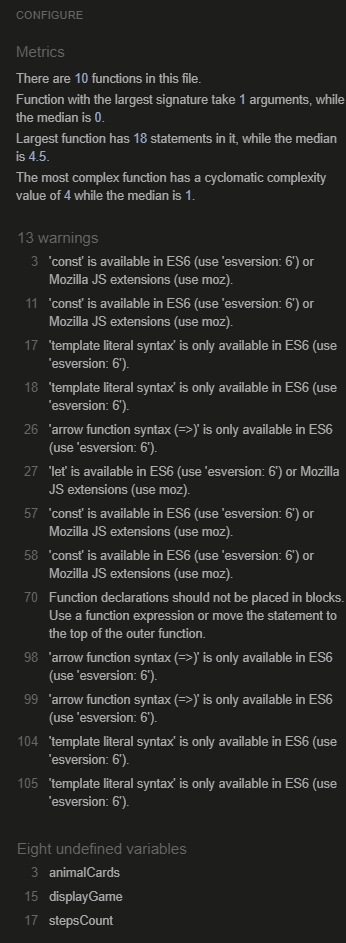 CONFIGURE
Metrics
There are 10 functions in this file.
Function with the largest signature take 1 arguments, while
the median is 0.
Largest function has 18 statements in it, while the median
is 4.5.
The most complex function has a cyclomatic complexity
value of 4 while the median is 1.
13 warnings
3 'const' is available in ES6 (use 'esversion: 6') or
Mozilla JS extensions (use moz).
11 'const' is available in ES6 (use 'esversion: 6') or
Mozilla JS extensions (use moz).
17 'template literal syntax' is only available in ES6 (use
'esversion: 6').
18 'template literal syntax' is only available in ES6 (use
'esversion: 6').
26 'arrow function syntax (=>)' is only available in ES6
(use 'esversion: 6').
27 'let' is available in ES6 (use 'esversion: 6') or Mozilla
JS extensions (use moz).
57 'const' is available in ES6 (use 'esversion: 6') or
Mozilla JS extensions (use moz).
58 'const' is available in ES6 (use 'esversion: 6') or
Mozilla JS extensions (use moz).
70 Function declarations should not be placed in blocks.
Use a function expression or move the statement to
the top of the outer function.
98 'arrow function syntax (=>)' is only available in ES6
(use 'esversion: 6').
99 'arrow function syntax (=>)' is only available in ES6
(use 'esversion: 6').
104 'template literal syntax' is only available in ES6 (use
'esversion: 6').
105 'template literal syntax' is only available in ES6 (use
'esversion: 6').
Eight undefined variables
3 animalCards
15 displayGame
17 stepsCount